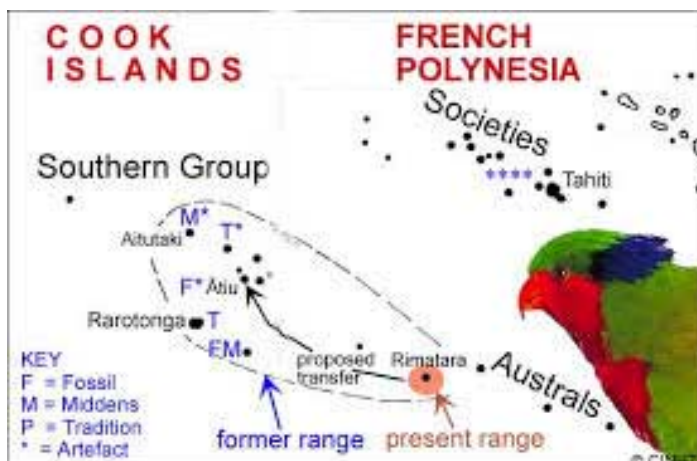 COOK
ISLANDS
FRENCH
POLYNESIA
Societies
****
Tahiti
Southern Group
M*
Aitutaki
T*
F*
Atiu
Rarotonga
T
FM
proposed
transfer
Rimatara
Australs
KEY
F = Fossil
M = Middens
P = Tradition
* = Artefact
former range
present range